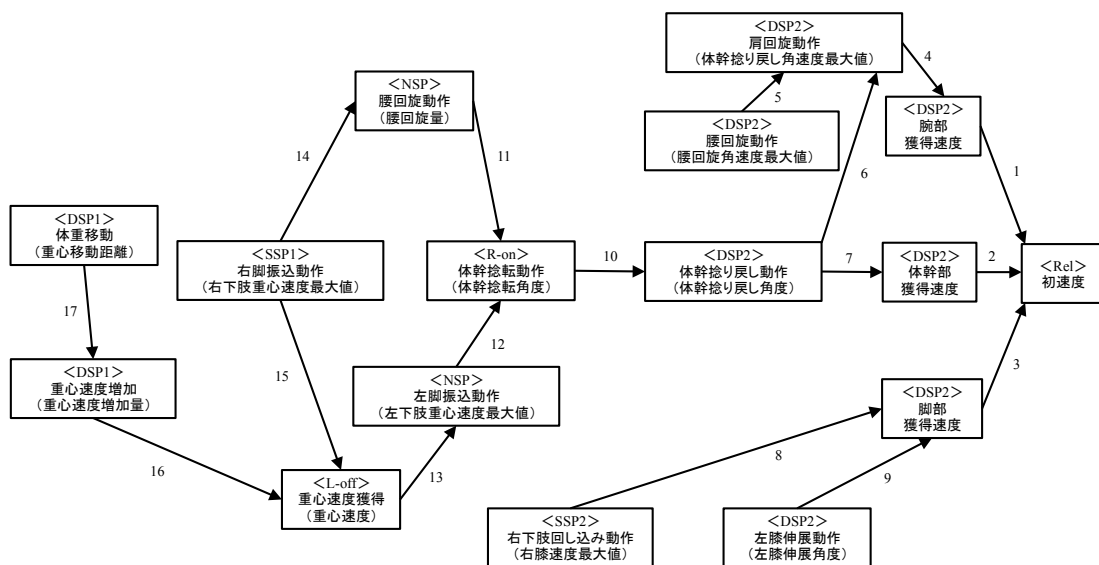 <DSP2>
肩回旋動作
(体幹捻り戻し角速度最大値)
4
<NSP>
腰回旋動作
(腰回旋量)
5
<DSP2>
腕部
獲得速度
<DSP2>
腰回旋動作
(腰回旋角速度最大値)
14
11
1
6
<DSP1>
体重移動
(重心移動距離)
<SSP1>
右脚振込動作
(右下肢重心速度最大値)
<R-on>
体幹捻転動作
(体幹捻転角度)
10
<DSP2>
体幹捻り戻し動作
(体幹捻り戻し角度)
7
<DSP2>
体幹部
獲得速度
2
<Rel>
初速度
17
12
3
<DSP1>
重心速度増加
(重心速度増加量)
15
<NSP>
左脚振込動作
(左下肢重心速度最大値)
<DSP2>
脚部
獲得速度
16
8
9
<L-off>
重心速度獲得
(重心速度)
13
<SSP2>
右下肢回し込み動作
(右膝速度最大値)
<DSP2>
左膝伸展動作
(左膝伸展角度)